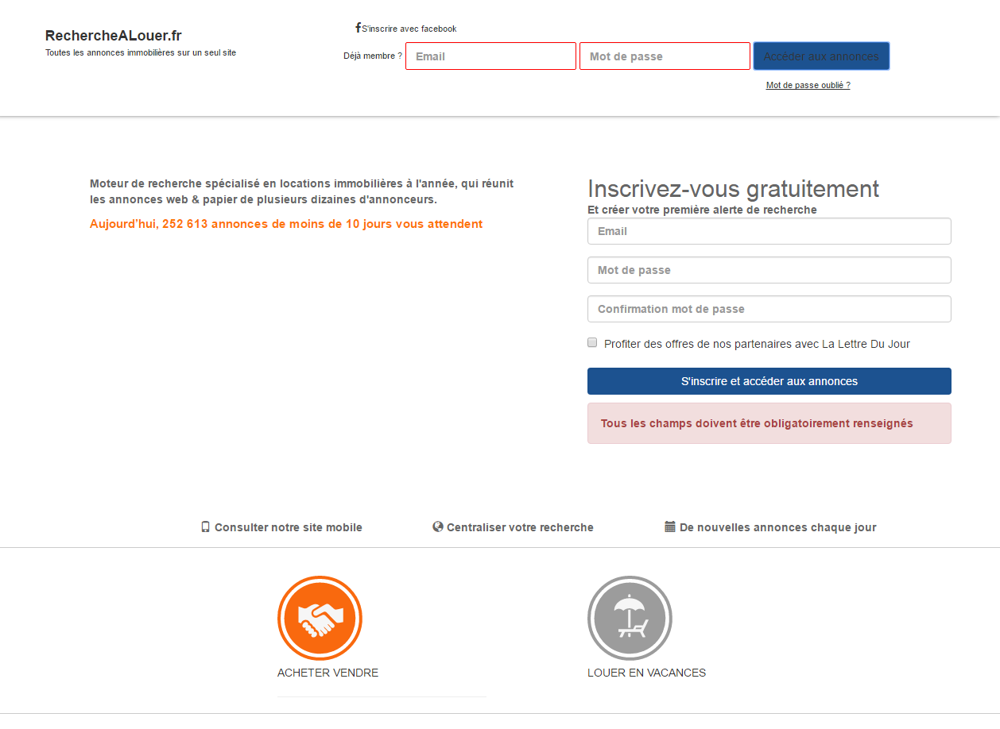 RechercheALouer.fr
Toutes les annonces immobilières sur un seul site
S'inscrire avec facebook
Déjà membre ? Email Mot de passe Accéder aux annonces
Mot de passe oublié ?
Moteur de recherche spécialisé en locations immobilières à l'année, qui réunit
les annonces web & papier de plusieurs dizaines d'annonceurs.
Aujourd'hui, 252 613 annonces de moins de 10 jours vous attendent
Inscrivez-vous gratuitement
Et créer votre première alerte de recherche
Email
Mot de passe
Confirmation mot de passe
Profiter des offres de nos partenaires avec La Lettre Du Jour
S'inscrire et accéder aux annonces
Tous les champs doivent être obligatoirement renseignés
Consulter notre site mobile
Centraliser votre recherche
De nouvelles annonces chaque jour
ACHETER VENDRE
LOUER EN VACANCES